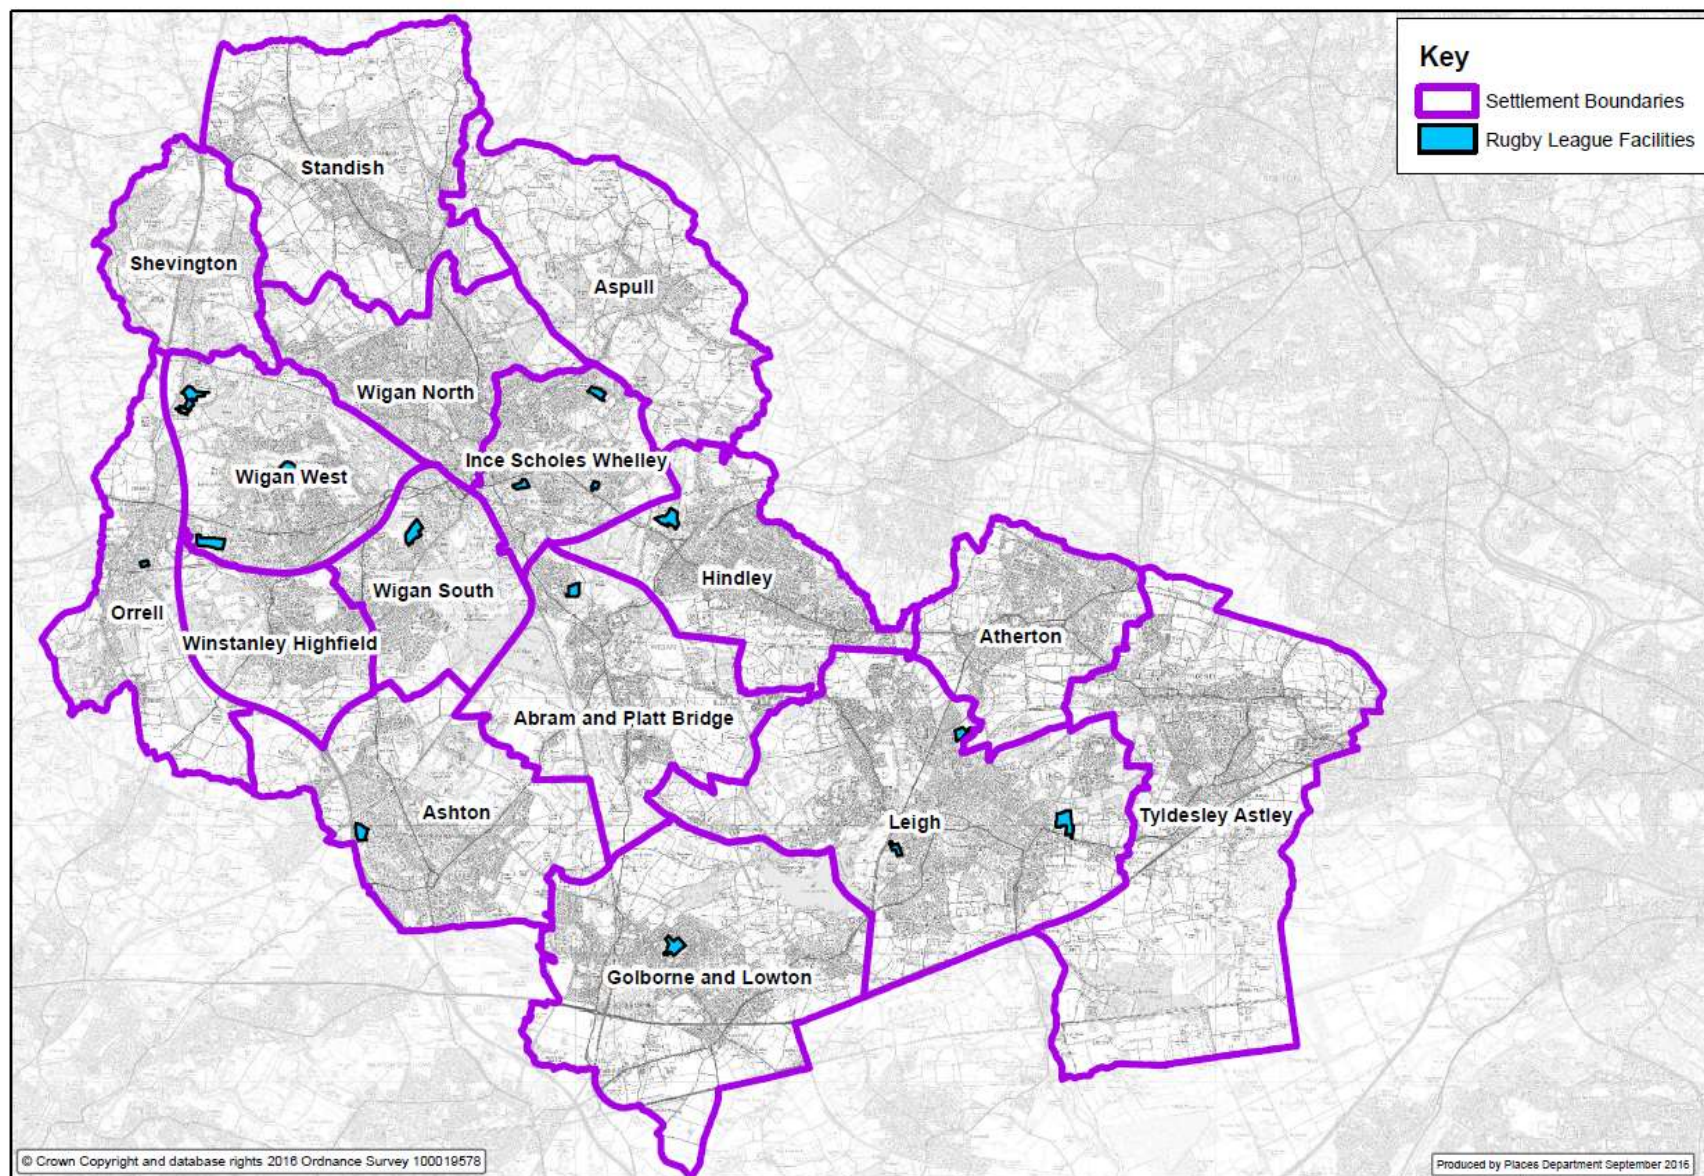 Key
Settlement Boundaries
Rugby League Facilities
Standish
Shevington
Aspull
Wigan North
Ince Scholes Whelley
Wigan West
Hindley
Wigan South
Orrell
Atherton
Winstanley Highfield
Abram and Platt Bridge
Ashton
Leigh
Tyldesley Astley
Golborne and Lowton
© Crown Copyright and database rights 2016 Ordnance Survey 100019578
Produced by Places Department September 2016